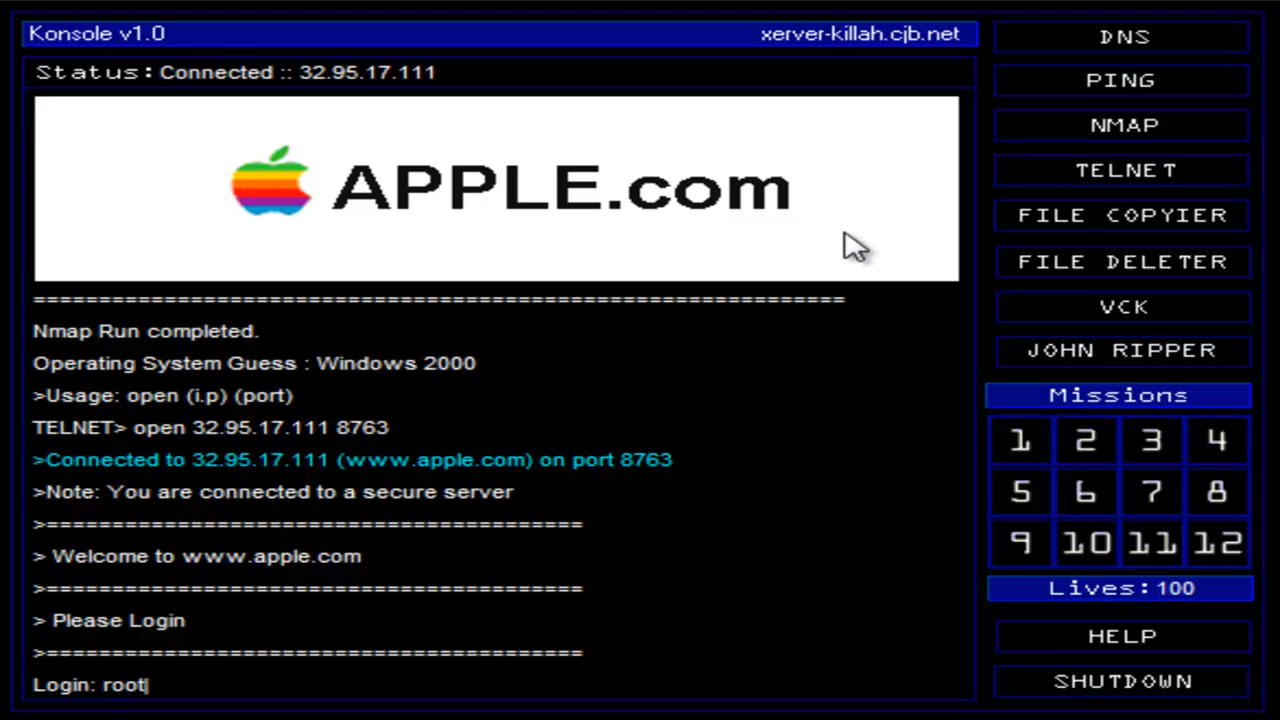 Konsole v1.0
xerver-killah.cjb.net
Status: Connected :: 32.95.17.111
APPLE.com
==============================================================
Nmap Run completed.
Operating System Guess : Windows 2000
>Usage: open (i.p) (port)
TELNET> open 32.95.17.111 8763
>Connected to 32.95.17.111 (www.apple.com) on port 8763
>Note: You are connected to a secure server
>=========================================
> Welcome to www.apple.com
>=========================================
> Please Login
>=========================================
Login: root
DNS
PING
NMAP
TELNET
FILE COPYIER
FILE DELETER
VCK
JOHN RIPPER
Missions
1 2 3 4
5 6 7 8
9 10 11 12
Lives:100
HELP
SHUTDOWN